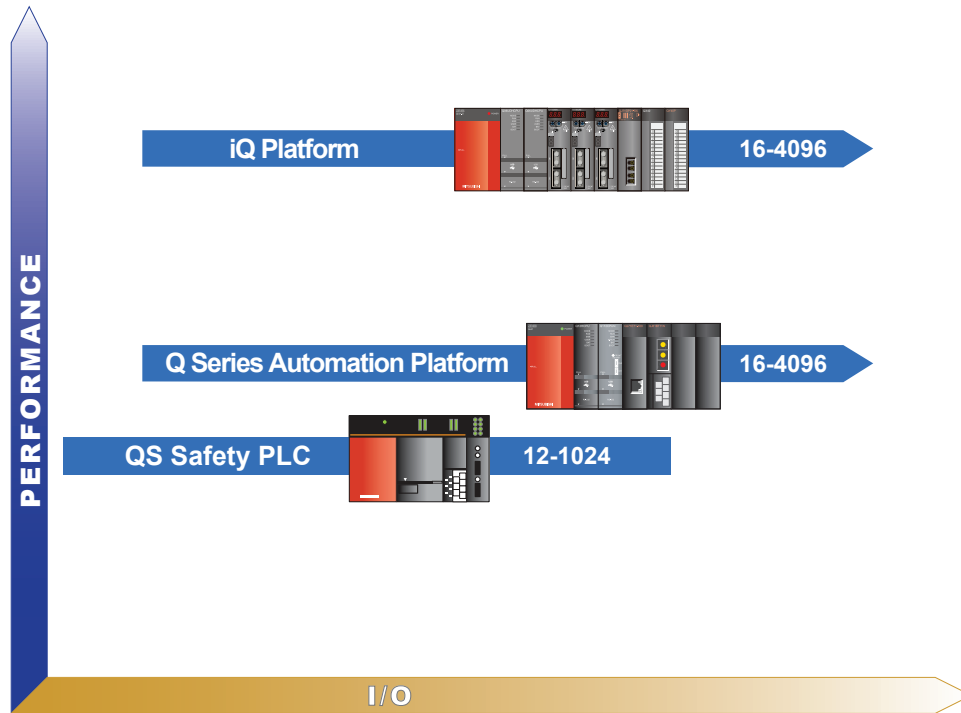 iQ Platform
16-4096
PERFORMANCE
Q Series Automation Platform
16-4096
QS Safety PLC
12-1024
I/O